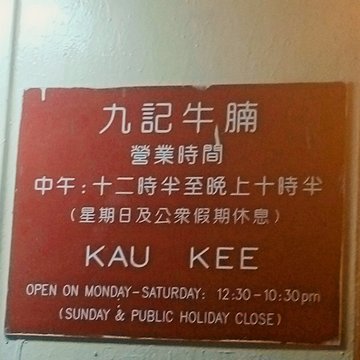 九記牛腩
營業時間
中午:十二時半至晚上十時半
(星期日及公衆假期休息)
KAU KEE
OPEN ON MONDAY-SATURDAY: 12:30-10:30pm
(SUNDAY & PUBLIC HOLIDAY CLOSE)